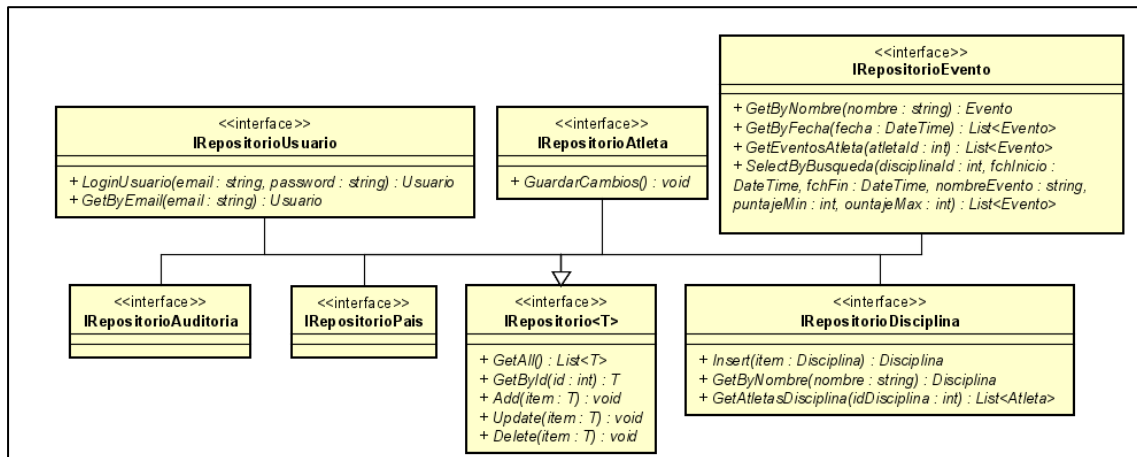 <<interface>>
IRepositorioEvento
+ GetByNombre(nombre : string) : Evento
+ GetByFecha(fecha : DateTime) : List<Evento>
+ GetEventosAtleta(atletaId : int) : List<Evento>
+ SelectByBusqueda(disciplinaId : int, fchInicio :
DateTime, fchFin : DateTime, nombreEvento : string,
puntajeMin : int, ountajeMax : int) : List<Evento>
<<interface>>
IRepositorioUsuario
+ LoginUsuario(email : string, password : string) : Usuario
+ GetByEmail(email : string) : Usuario
<<interface>>
IRepositorioAtleta
+ GuardarCambios() : void
<<interface>>
IRepositorioAuditoria
<<interface>>
IRepositorioPais
<<interface>>
IRepositorio<T>
+ GetAll() : List<T>
+ GetById(id : int) : T
+ Add(item : T) : void
+ Update(item : T) : void
+ Delete(item : T) : void
<<interface>>
IRepositorioDisciplina
+ Insert(item : Disciplina) : Disciplina
+ GetByNombre(nombre : string) : Disciplina
+ GetAtletasDisciplina(idDisciplina : int) : List<Atleta>